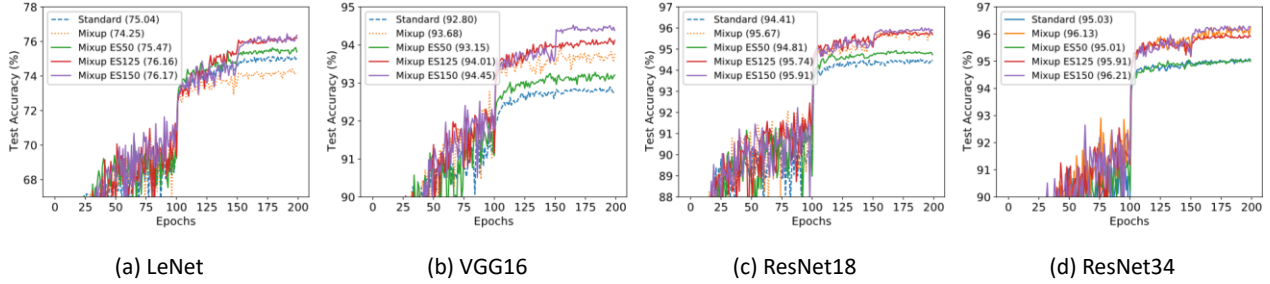 Standard (75.04)
Mixup (74.25)
Mixup ES50 (75.47)
Mixup ES125 (76.16)
Mixup ES150 (76.17)
Test Accuracy (%)
78
76
74
72
70
68
0 25 50 75 100 125 150 175 200
Epochs
(a) LeNet
Standard (92.80)
Mixup (93.68)
Mixup ES50 (93.15)
Mixup ES125 (94.01)
Mixup ES150 (94.45)
Test Accuracy (%)
95
94
93
92
91
90
0 25 50 75 100 125 150 175 200
Epochs
(b) VGG16
Standard (94.41)
Mixup (95.67)
Mixup ES50 (94.81)
Mixup ES125 (95.74)
Mixup ES150 (95.91)
Test Accuracy (%)
97
96
95
94
93
92
91
90
89
88
0 25 50 75 100 125 150 175 200
Epochs
(c) ResNet18
Standard (95.03)
Mixup (96.13)
Mixup ES50 (95.01)
Mixup ES125 (95.91)
Mixup ES150 (96.21)
Test Accuracy (%)
97
96
95
94
93
92
91
90
0 25 50 75 100 125 150 175 200
Epochs
(d) ResNet34